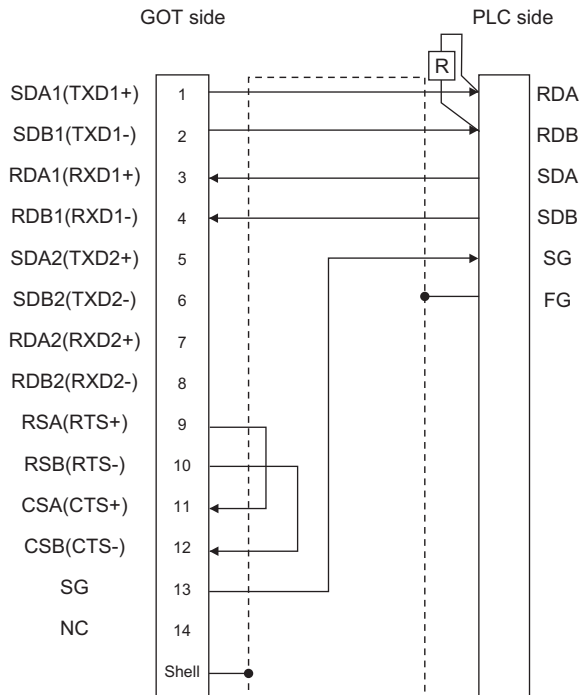 GOT side PLC side
R
SDA1(TXD1+) 1 RDA
SDB1(TXD1-) 2 RDB
RDA1(RXD1+) 3 SDA
RDB1(RXD1-) 4 SDB
SDA2(TXD2+) 5 SG
SDB2(TXD2-) 6 FG
RDA2(RXD2+) 7
RDB2(RXD2-) 8
RSA(RTS+) 9
RSB(RTS-) 10
CSA(CTS+) 11
CSB(CTS-) 12
SG 13
NC 14
Shell